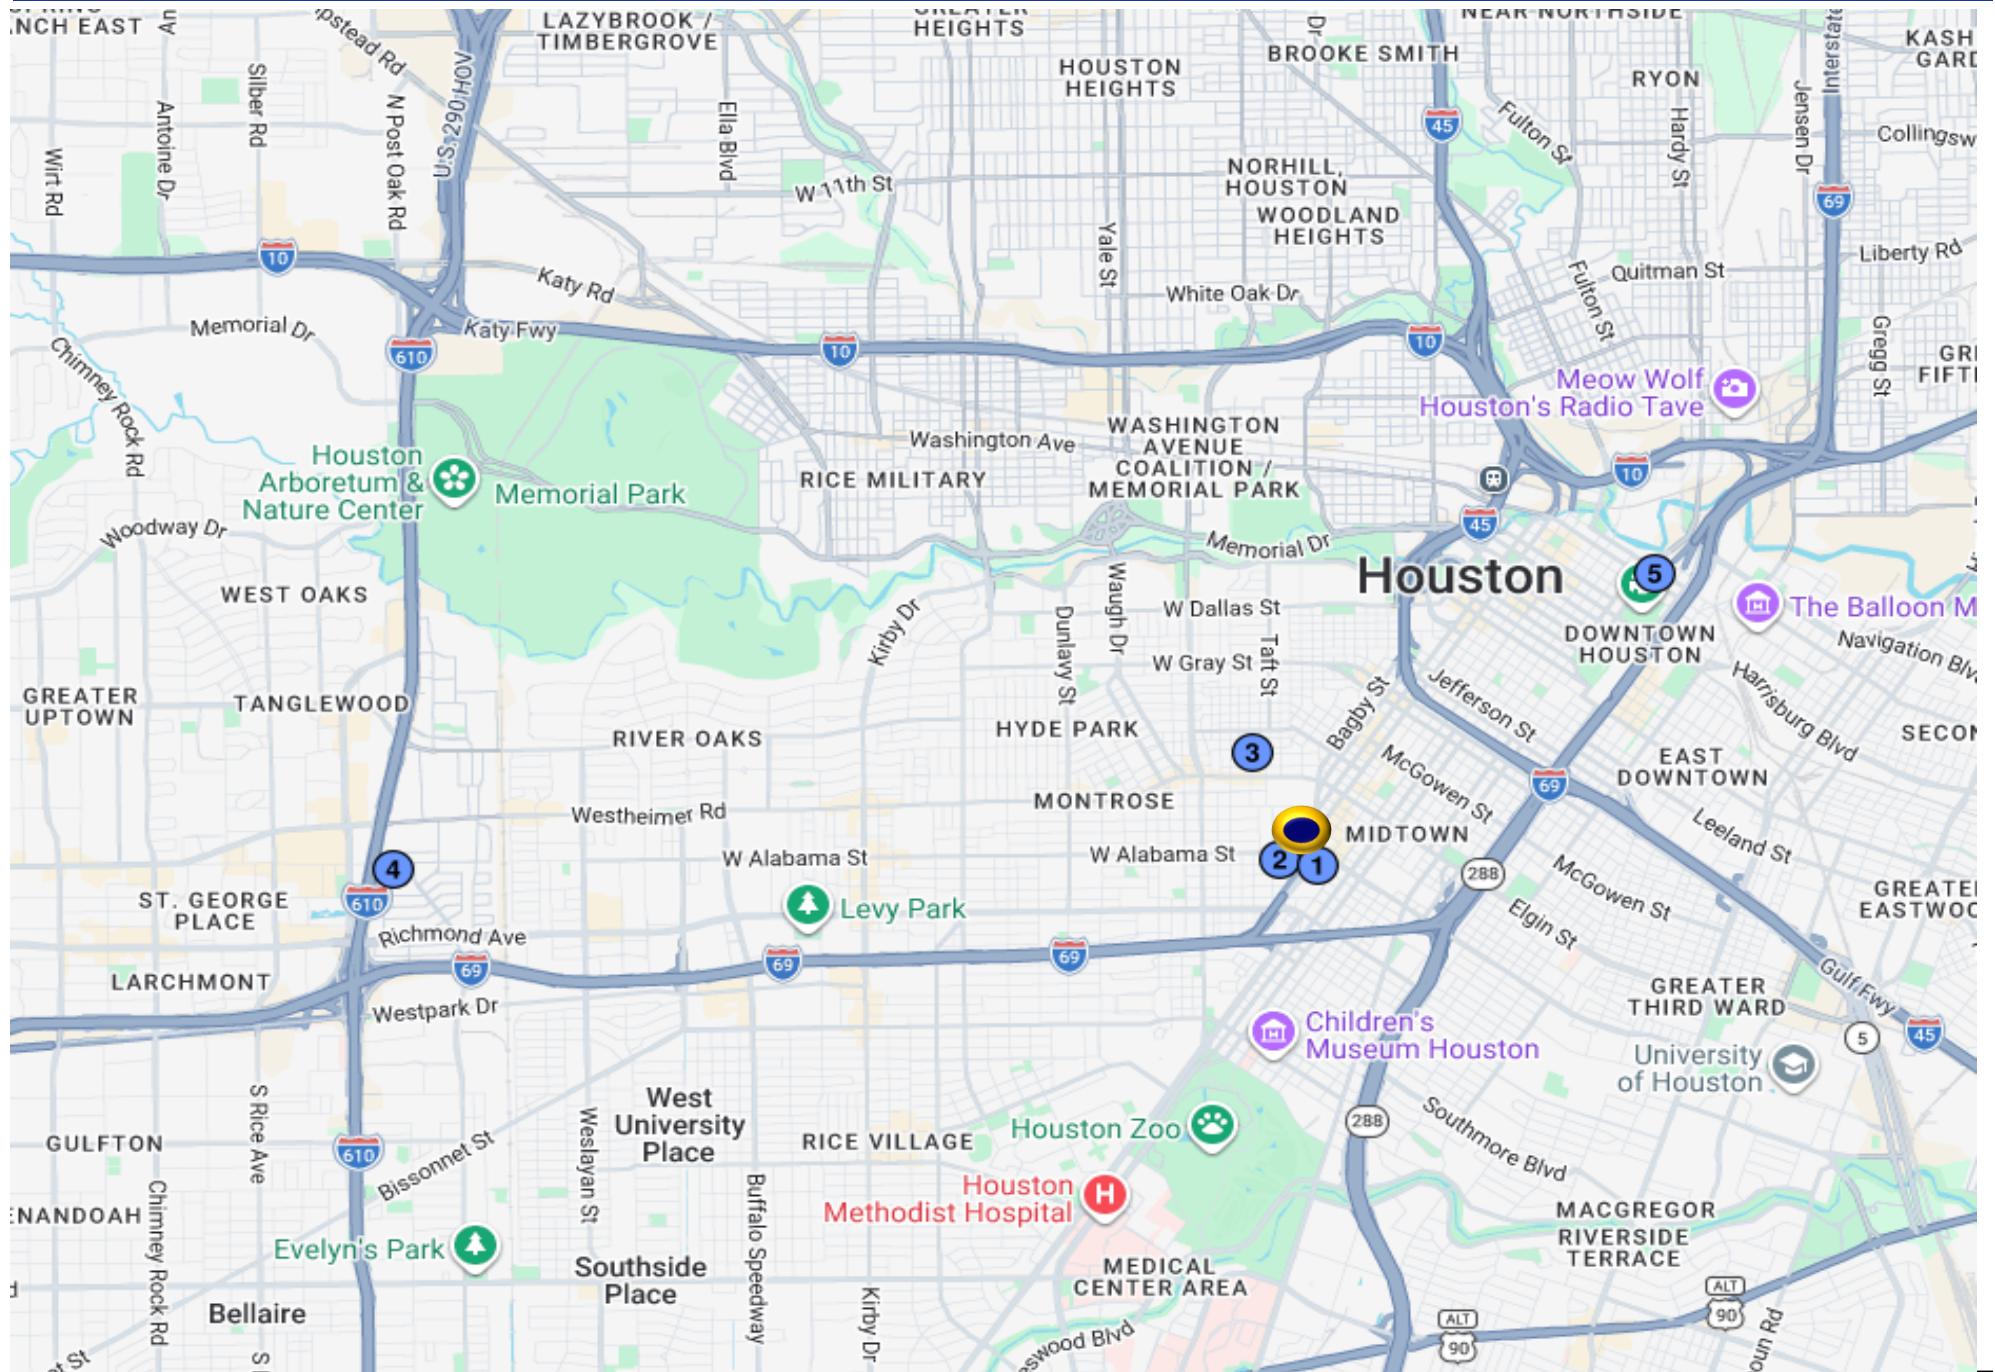 ANCH EAST
Silber Rd
Antoine Dr
Wirt Rd
N Post Oak Rd
U.S. 290 HOV
LAZYBROOK /
TIMBERGROVE
Ella Blvd
GREATER
HEIGHTS
HOUSTON
HEIGHTS
BROOKE SMITH
NEAR NORTHSIDE
RYON
KASH
GARD
Interstate
Jensen Dr
Hardy St
Fulton St
Collingsw
45
W 11th St
NORHILL,
HOUSTON
WOODLAND
HEIGHTS
69
Yale St
10
Katy Rd
White Oak Dr
Quitman St
Liberty Rd
Fulton St
Memorial Dr
Katy Fwy
610
10
10
Gregg St
Chimney Rock Rd
Meow Wolf
Houston's Radio Tave
Houston
Arboretum &
Nature Center
Memorial Park
Washington Ave
RICE MILITARY
WASHINGTON
AVENUE
COALITION /
MEMORIAL PARK
10
45
Woodway Dr
Memorial Dr
WEST OAKS
Houston
5
The Balloon M
Navigation Blv
DOWNTOWN
HOUSTON
Kirby Dr
Dunlavy St
Waugh Dr
W Dallas St
Taft St
W Gray St
GREATER
UPTOWN
TANGLEWOOD
Bagby St
Jefferson St
Harrisburg Blvd
SECON
RIVER OAKS
HYDE PARK
3
McGowen St
EAST
DOWNTOWN
69
Westheimer Rd
MONTROSE
MIDTOWN
Leeland St
4
W Alabama St
W Alabama St
2
1
288
McGowen St
610
ST. GEORGE
PLACE
Levy Park
Elgin St
GREATE
EASTWOO
Richmond Ave
LARCHMONT
69
69
69
Gulf Fwy
Westpark Dr
GREATER
THIRD WARD
Children's
Museum Houston
5
45
University
of Houston
S Rice Ave
West
University
Place
GULFTON
610
Bissonnet St
Weslayan St
RICE VILLAGE
Houston Zoo
288
Southmore Blvd
Houston
Methodist Hospital
H
ENANDOAH
Chimney Rock Rd
Buffalo Speedway
MACGREGOR
RIVERSIDE
TERRACE
Evelyn's Park
Southside
Place
MEDICAL
CENTER AREA
ALT
90
Bellaire
Kirby Dr
eswood Blvd
ALT
90
oun Rd